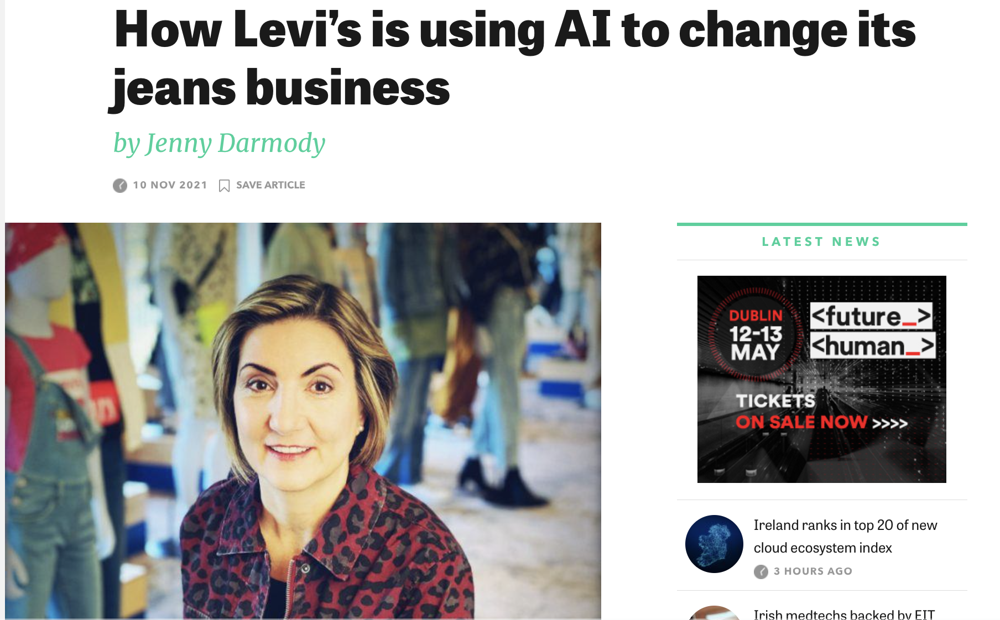 How Levi’s is using AI to change its
jeans business
by Jenny Darmody
10 NOV 2021 SAVE ARTICLE
LATEST NEWS
DUBLIN
12-13
MAY
<future_>
<human_>
TICKETS
ON SALE NOW >>>>
Ireland ranks in top 20 of new
cloud ecosystem index
3 HOURS AGO
Irish medtechs backed by EIT